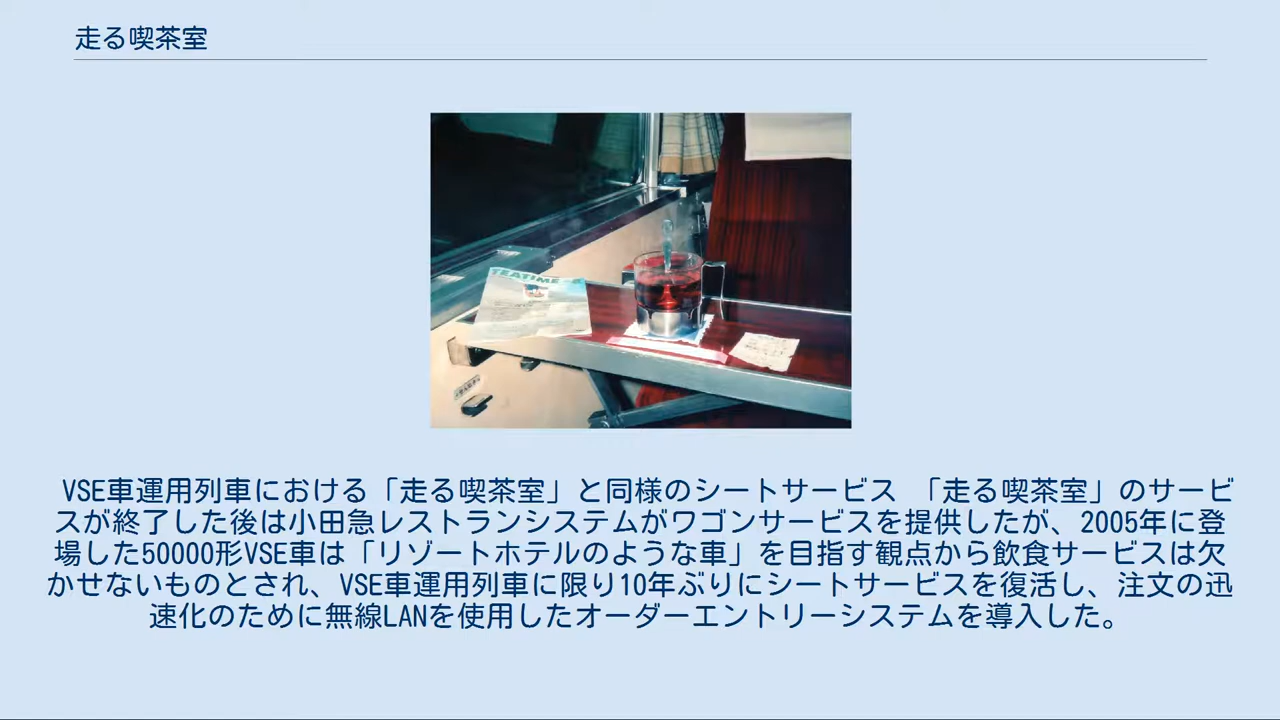 走る喫茶室
TEATIME
VSE車運用列車における「走る喫茶室」と同様のシートサービス 「走る喫茶室」のサービ
スが終了した後は小田急レストランシステムがワゴンサービスを提供したが、2005年に登
場した50000形VSE車は「リゾートホテルのような車」を目指す観点から飲食サービスは欠
かせないものとされ、VSE車運用列車に限り10年ぶりにシートサービスを復活し、注文の迅
速化のために無線LANを使用したオーダーエントリーシステムを導入した。